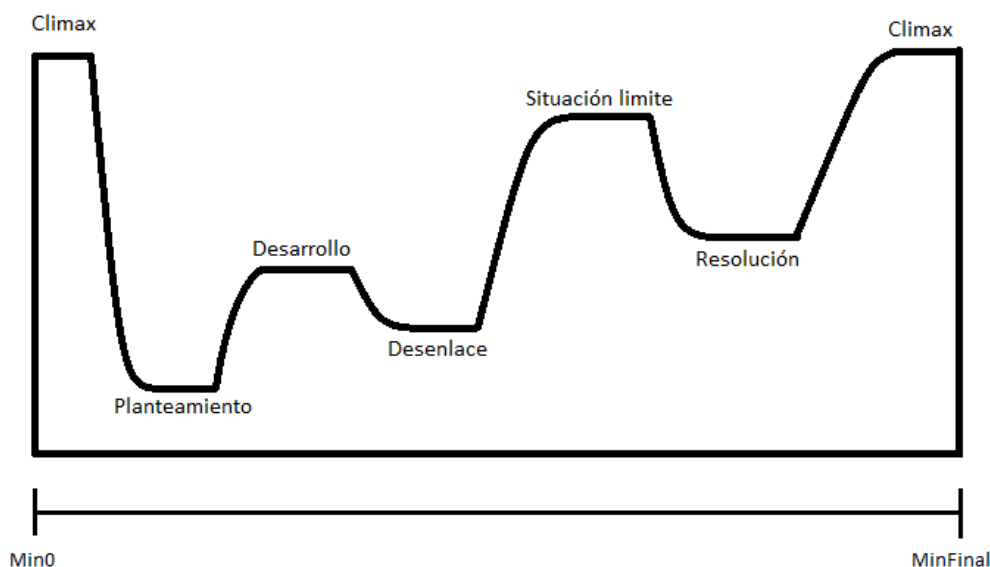 Climax
Climax
Situación limite
Desarrollo
Resolución
Desenlace
Planteamiento
Min0
MinFinal